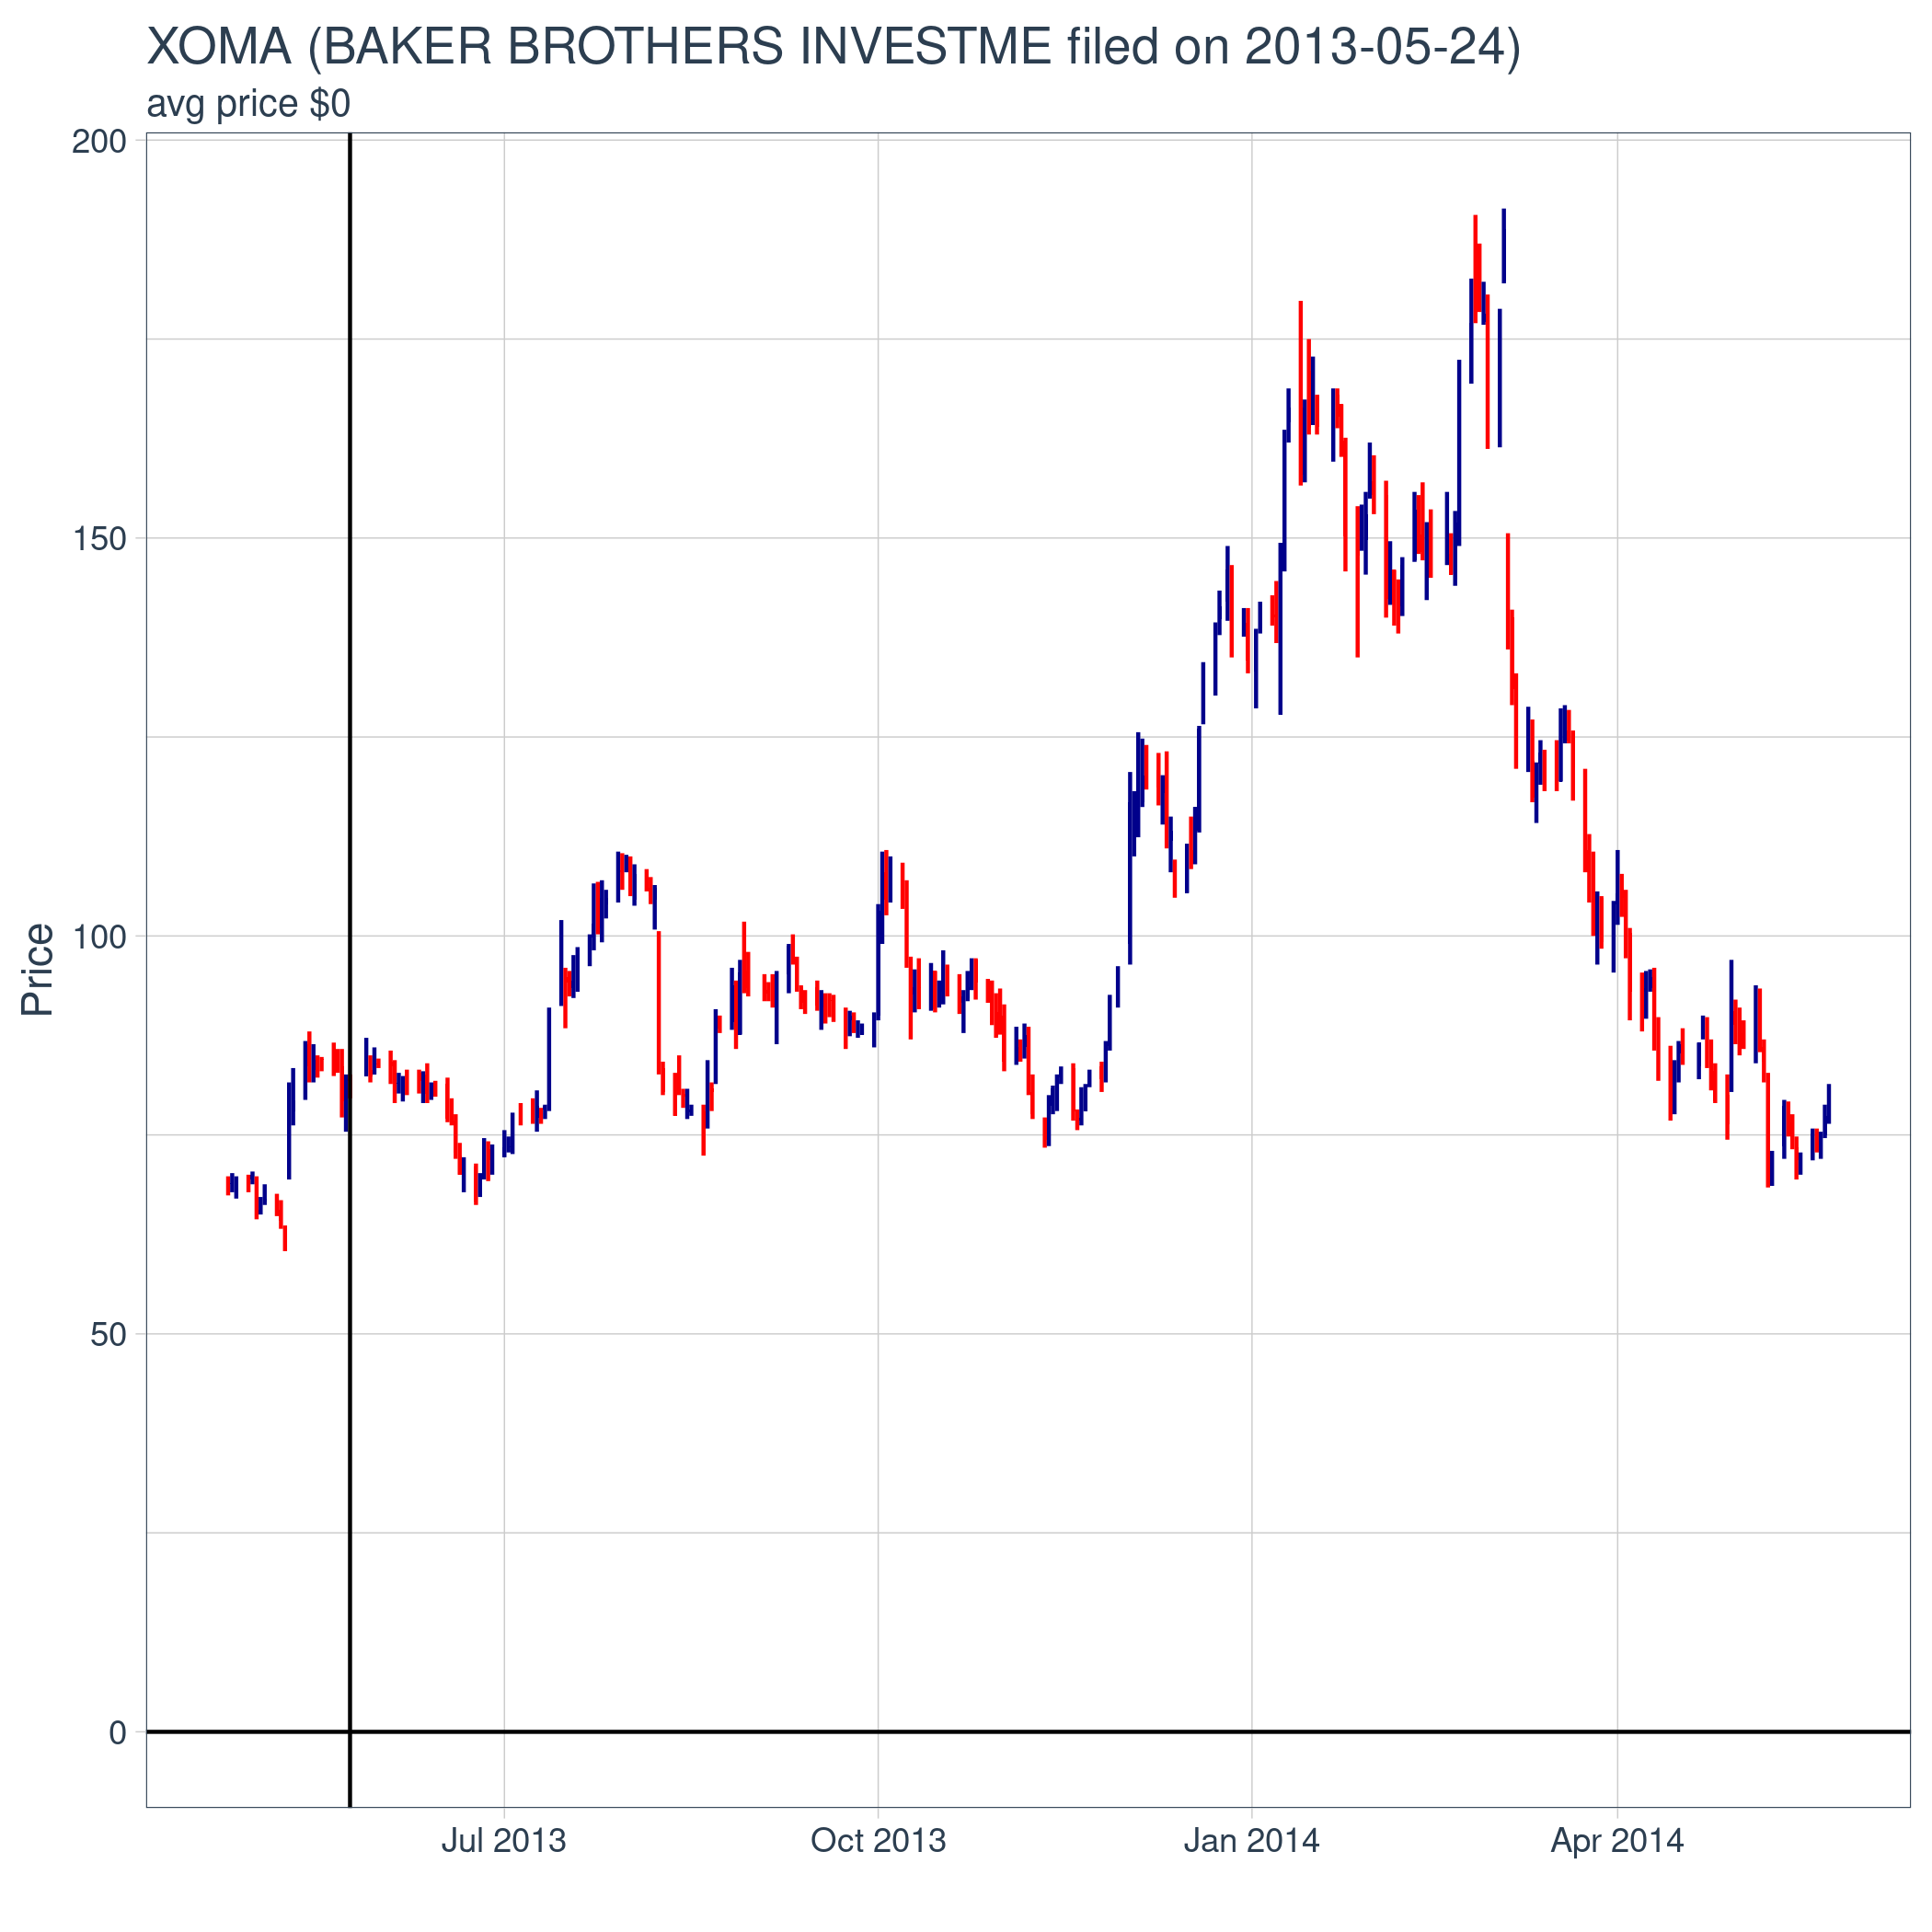 XOMA (BAKER BROTHERS INVESTME filed on 2013-05-24)
avg price $0
200
150
100
50
0
Price
Jul 2013
Oct 2013
Jan 2014
Apr 2014